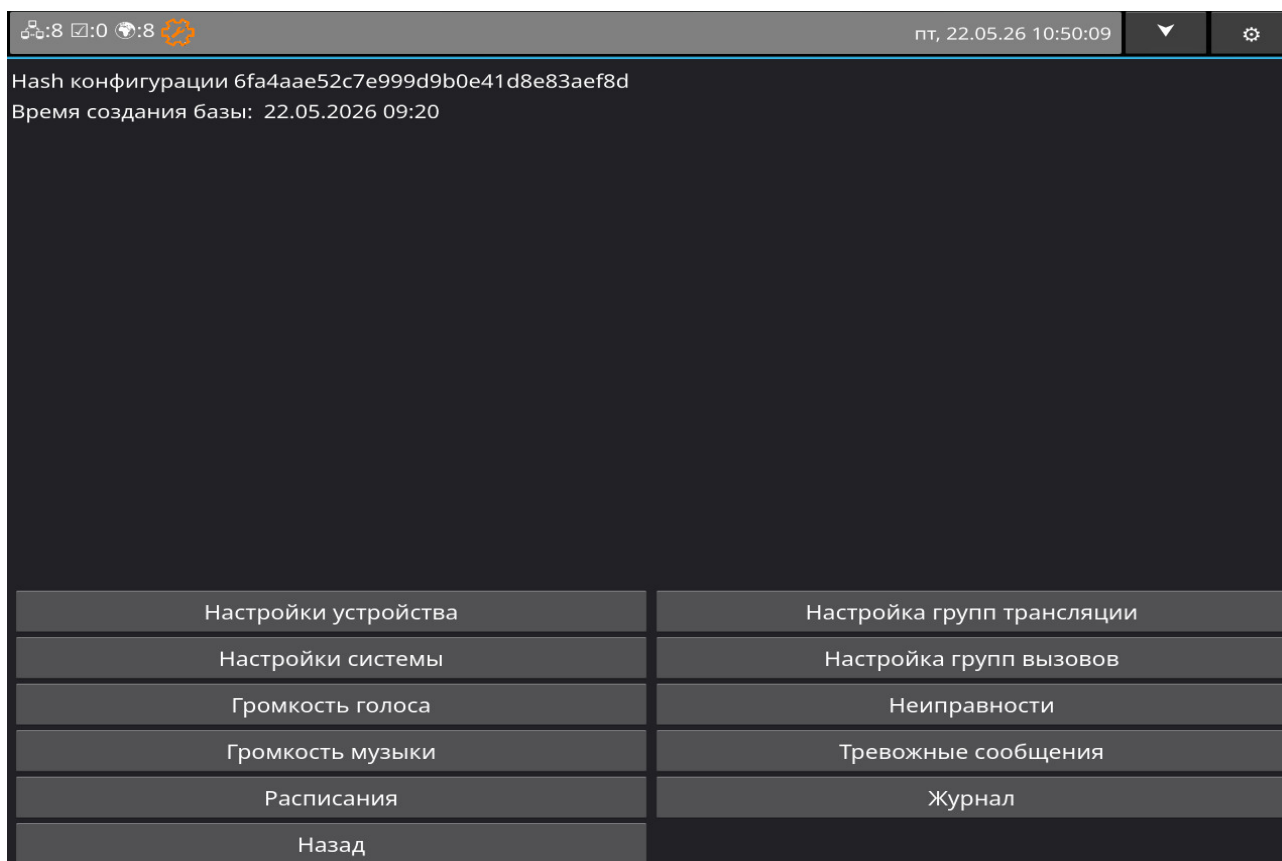 :8 ☑:0 :8 пт, 22.05.26 10:50:09
Hash конфигурации 6fa4aae52c7e999d9b0e41d8e83aef8d
Время создания базы: 22.05.2026 09:20
Настройки устройства Настройка групп трансляции
Настройки системы Настройка групп вызовов
Громкость голоса Неиправности
Громкость музыки Тревожные сообщения
Расписания Журнал
Назад